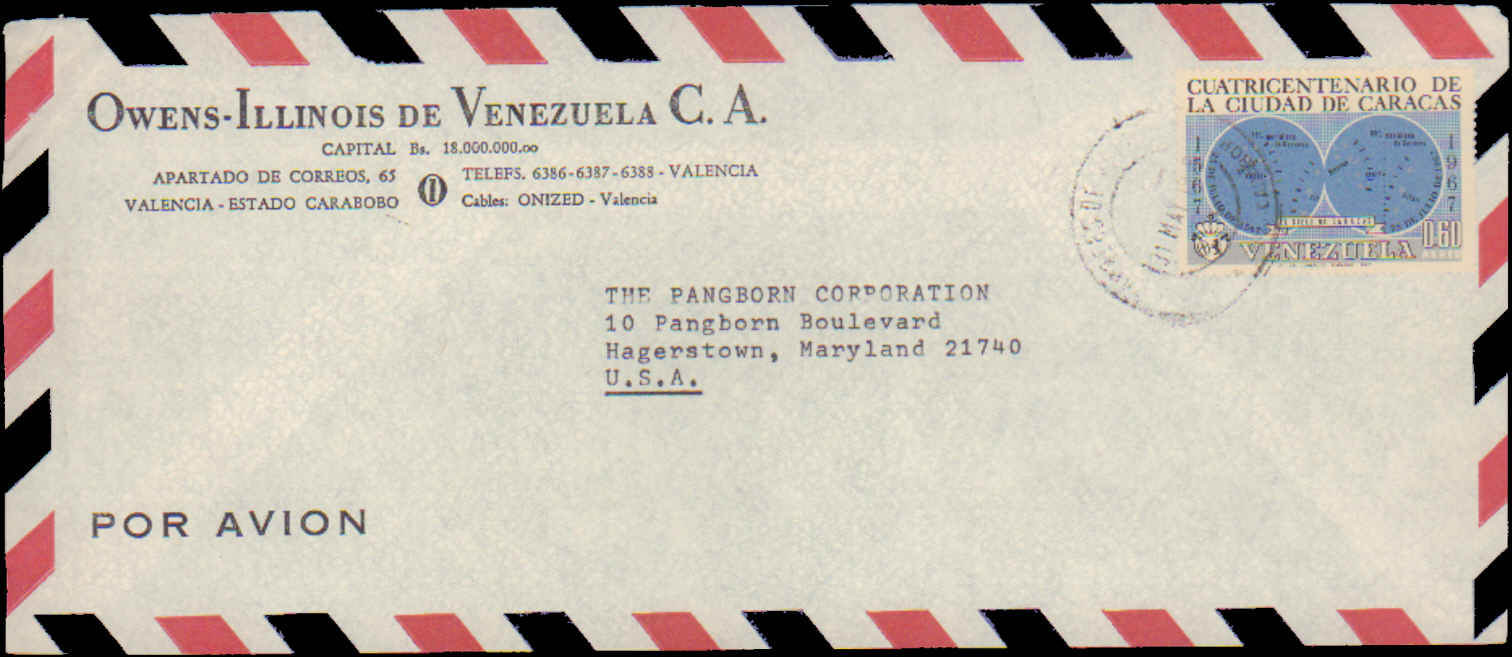 OWENS-ILLINOIS DE VENEZUELA C. A.
CAPITAL Bs. 18.000.000.oo
APARTADO DE CORREOS, 65
VALENCIA - ESTADO CARABOBO
TELEFS. 6386-6387-6388 - VALENCIA
Cables: ONIZED - Valencia
CUATRICENTENARIO DE
LA CIUDAD DE CARACAS
1567
1967
VENEZUELA 0.60
THE PANGBORN CORPORATION
10 Pangborn Boulevard
Hagerstown, Maryland 21740
U.S.A.
POR AVION